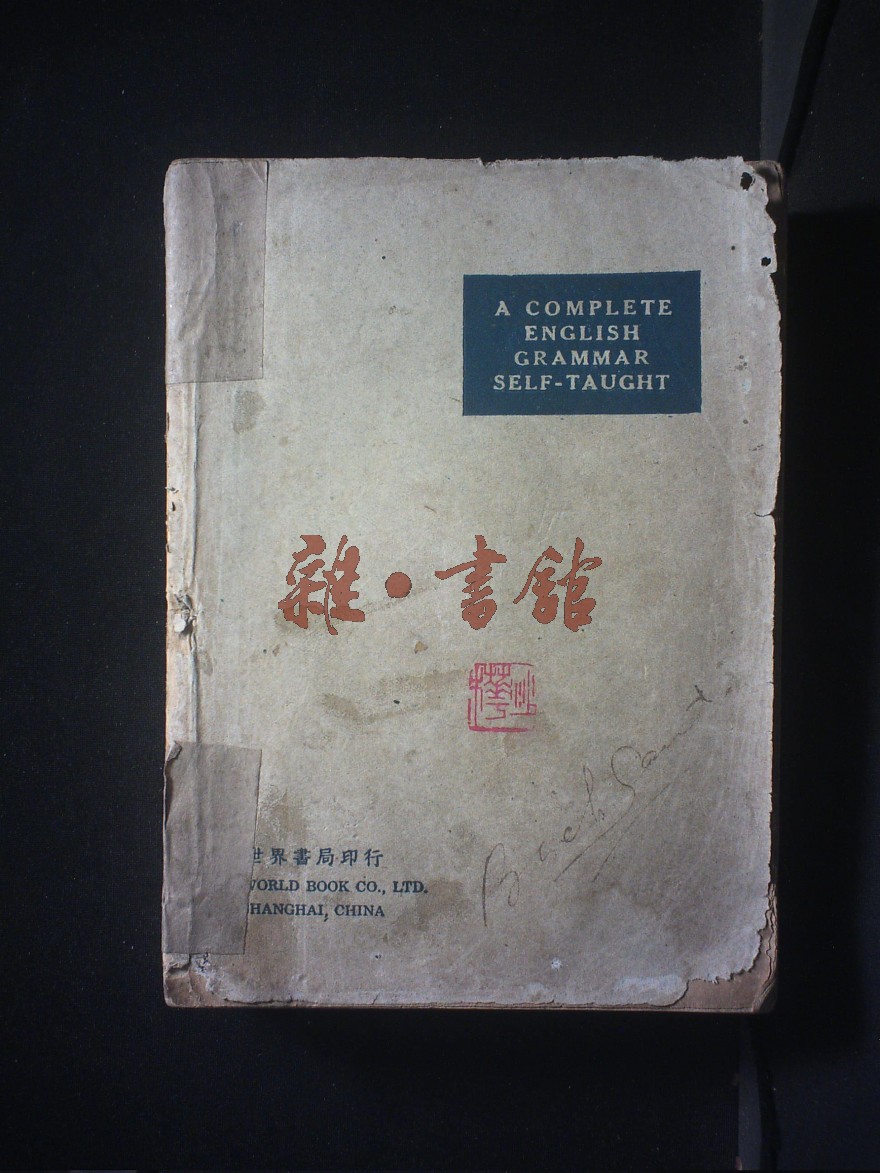 A COMPLETE
ENGLISH
GRAMMAR
SELF-TAUGHT
雜·書館
世界書局印行
WORLD BOOK CO., LTD.
SHANGHAI, CHINA